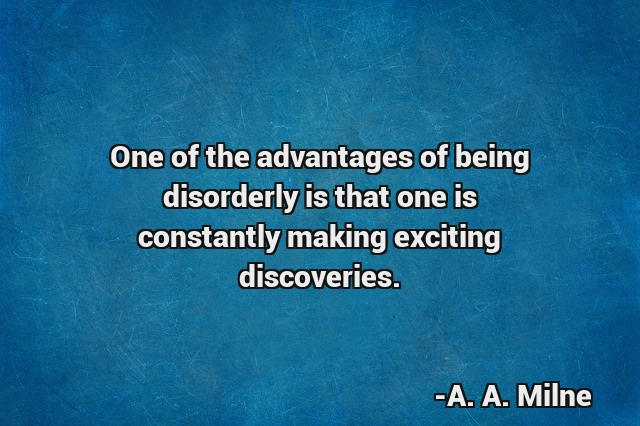 One of the advantages of being
disorderly is that one is
constantly making exciting
discoveries.
-A. A. Milne